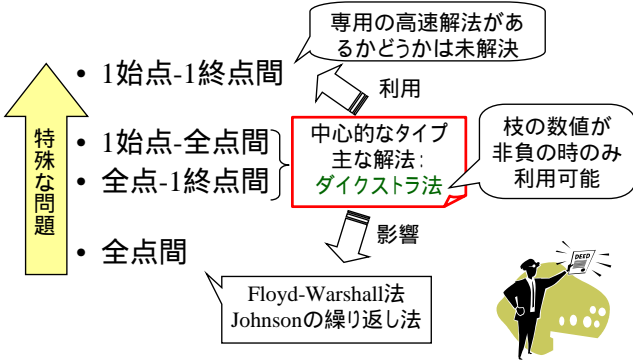 専用の高速解法があ
るかどうかは未解決
• 1始点-1終点間
利用
特殊な問題
• 1始点-全点間
• 全点-1終点間
中心的なタイプ
主な解法：
ダイクストラ法
枝の数値が
非負の時のみ
利用可能
影響
• 全点間
Floyd-Warshall法
Johnsonの繰り返し法
DEED